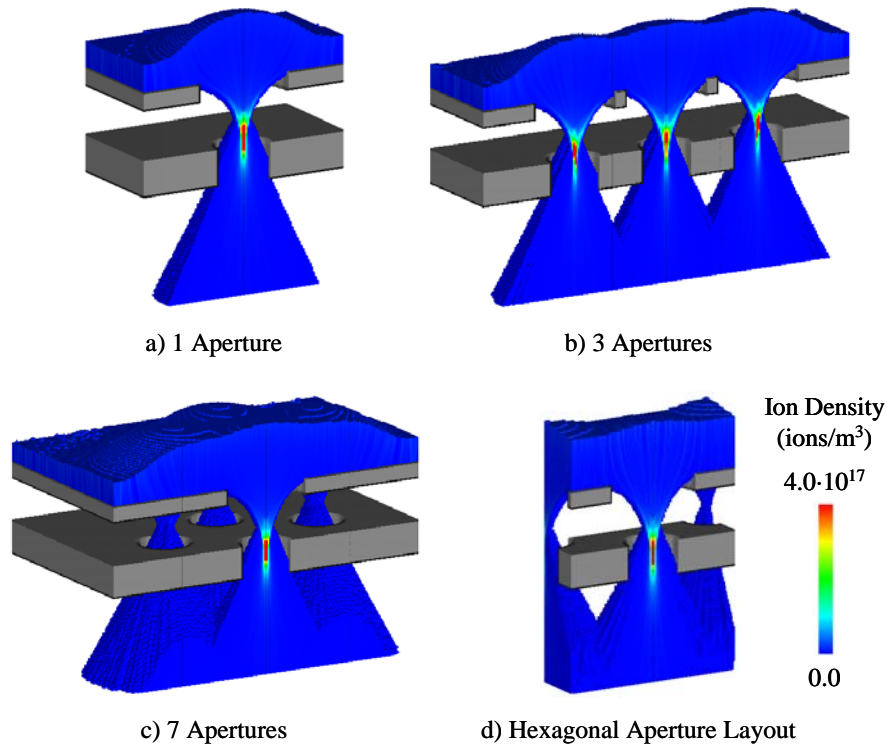 a) 1 Aperture
b) 3 Apertures
Ion Density
(ions/m³)
4.0·10¹⁷
0.0
c) 7 Apertures
d) Hexagonal Aperture Layout